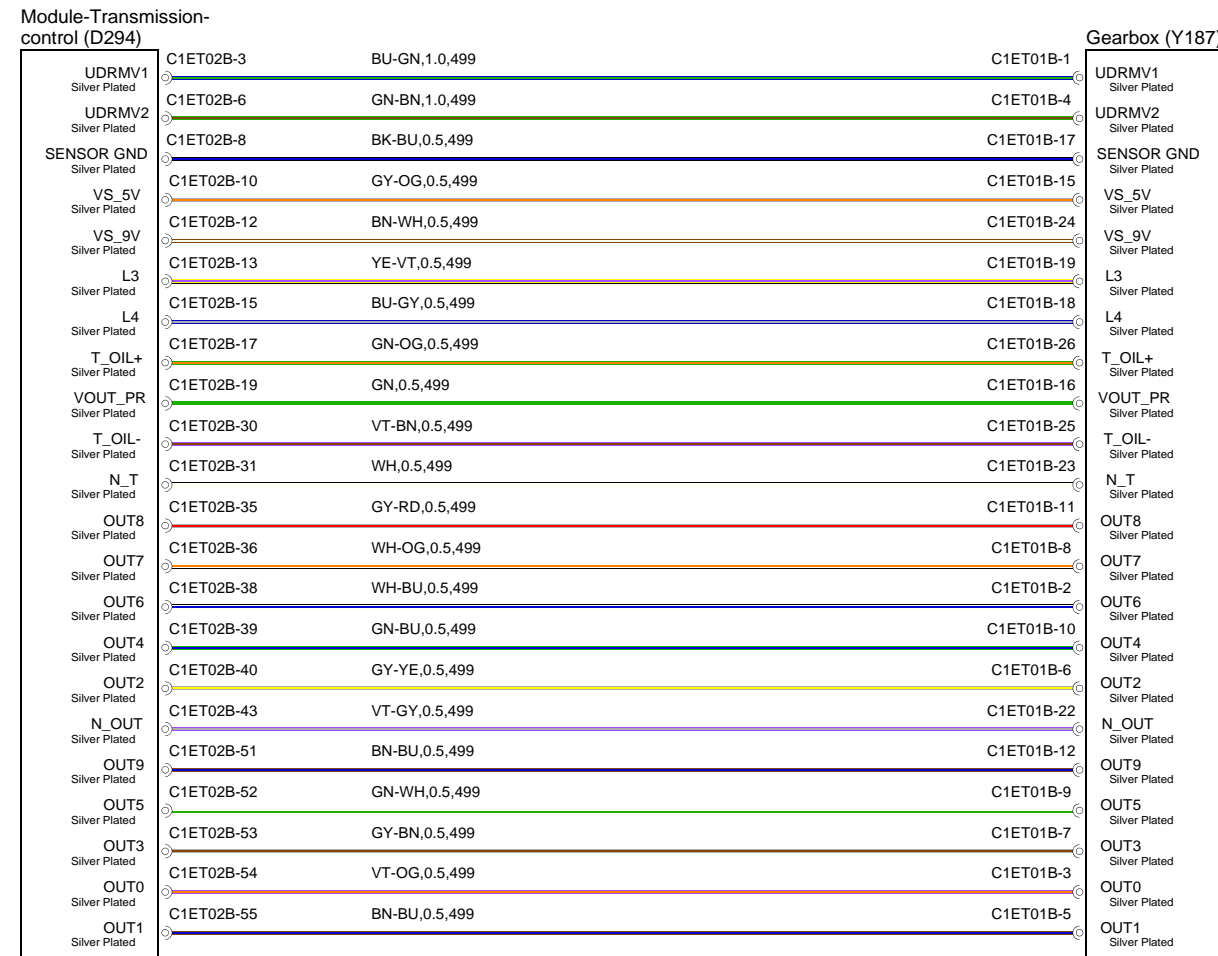 Module-Transmission-
control (D294)
Gearbox (Y187)
C1ET02B-3 BU-GN,1.0,499 C1ET01B-1
UDRMV1 UDRMV1
Silver Plated Silver Plated
C1ET02B-6 GN-BN,1.0,499 C1ET01B-4
UDRMV2 UDRMV2
Silver Plated Silver Plated
C1ET02B-8 BK-BU,0.5,499 C1ET01B-17
SENSOR GND SENSOR GND
Silver Plated Silver Plated
C1ET02B-10 GY-OG,0.5,499 C1ET01B-15
VS_5V VS_5V
Silver Plated Silver Plated
C1ET02B-12 BN-WH,0.5,499 C1ET01B-24
VS_9V VS_9V
Silver Plated Silver Plated
C1ET02B-13 YE-VT,0.5,499 C1ET01B-19
L3 L3
Silver Plated Silver Plated
C1ET02B-15 BU-GY,0.5,499 C1ET01B-18
L4 L4
Silver Plated Silver Plated
C1ET02B-17 GN-OG,0.5,499 C1ET01B-26
T_OIL+ T_OIL+
Silver Plated Silver Plated
C1ET02B-19 GN,0.5,499 C1ET01B-16
VOUT_PR VOUT_PR
Silver Plated Silver Plated
C1ET02B-30 VT-BN,0.5,499 C1ET01B-25
T_OIL- T_OIL-
Silver Plated Silver Plated
C1ET02B-31 WH,0.5,499 C1ET01B-23
N_T N_T
Silver Plated Silver Plated
C1ET02B-35 GY-RD,0.5,499 C1ET01B-11
OUT8 OUT8
Silver Plated Silver Plated
C1ET02B-36 WH-OG,0.5,499 C1ET01B-8
OUT7 OUT7
Silver Plated Silver Plated
C1ET02B-38 WH-BU,0.5,499 C1ET01B-2
OUT6 OUT6
Silver Plated Silver Plated
C1ET02B-39 GN-BU,0.5,499 C1ET01B-10
OUT4 OUT4
Silver Plated Silver Plated
C1ET02B-40 GY-YE,0.5,499 C1ET01B-6
OUT2 OUT2
Silver Plated Silver Plated
C1ET02B-43 VT-GY,0.5,499 C1ET01B-22
N_OUT N_OUT
Silver Plated Silver Plated
C1ET02B-51 BN-BU,0.5,499 C1ET01B-12
OUT9 OUT9
Silver Plated Silver Plated
C1ET02B-52 GN-WH,0.5,499 C1ET01B-9
OUT5 OUT5
Silver Plated Silver Plated
C1ET02B-53 GY-BN,0.5,499 C1ET01B-7
OUT3 OUT3
Silver Plated Silver Plated
C1ET02B-54 VT-OG,0.5,499 C1ET01B-3
OUT0 OUT0
Silver Plated Silver Plated
C1ET02B-55 BN-BU,0.5,499 C1ET01B-5
OUT1 OUT1
Silver Plated Silver Plated